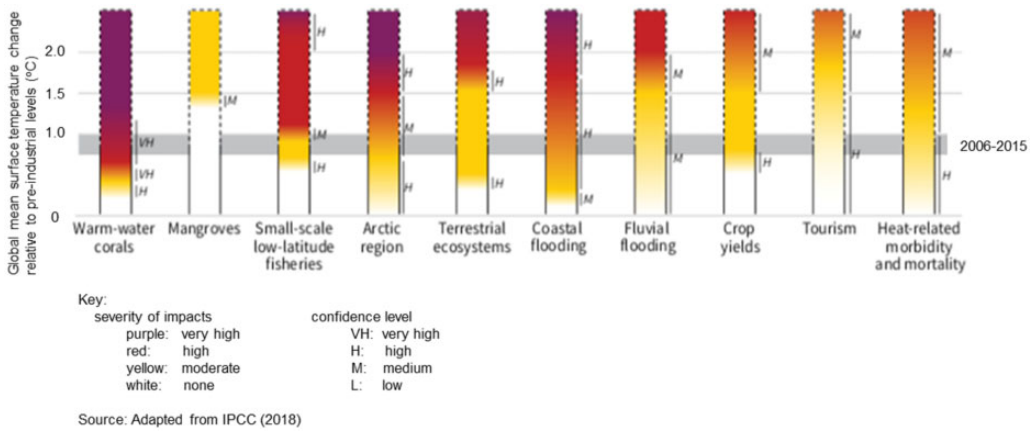 Global mean surface temperature change
relative to pre-industrial levels (°C)
2.0
1.5
1.0
0
VH
VH
H
M
H
M
H
H
M
H
H
H
H
H
M
M
M
M
H
M
H
M
H
2006-2015
Warm-water
corals
Mangroves
Small-scale
low-latitude
fisheries
Arctic
region
Terrestrial
ecosystems
Coastal
flooding
Fluvial
flooding
Crop
yields
Tourism
Heat-related
morbidity
and mortality
Key:
severity of impacts
purple: very high
red: high
yellow: moderate
white: none
confidence level
VH: very high
H: high
M: medium
L: low
Source: Adapted from IPCC (2018)